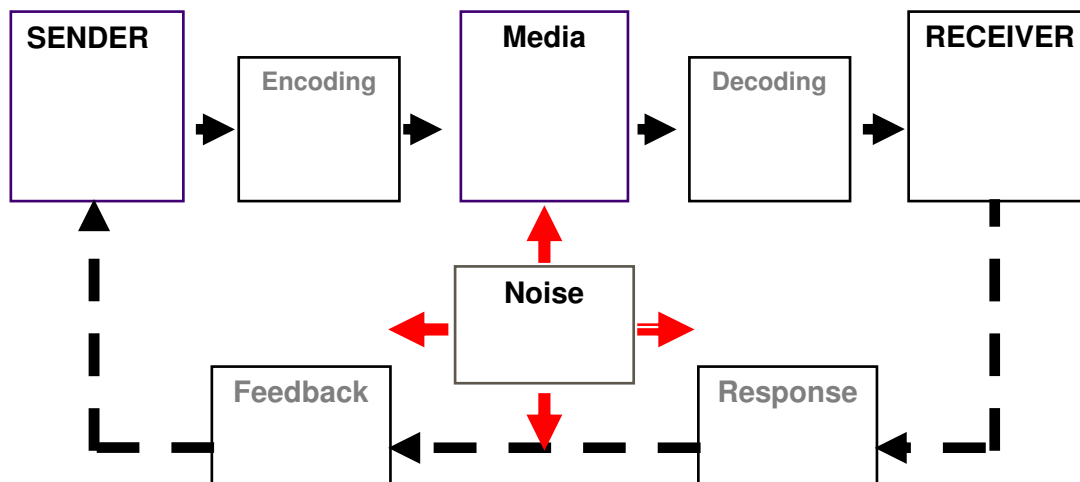 SENDER
Encoding
Media
Decoding
RECEIVER
Noise
Feedback
Response